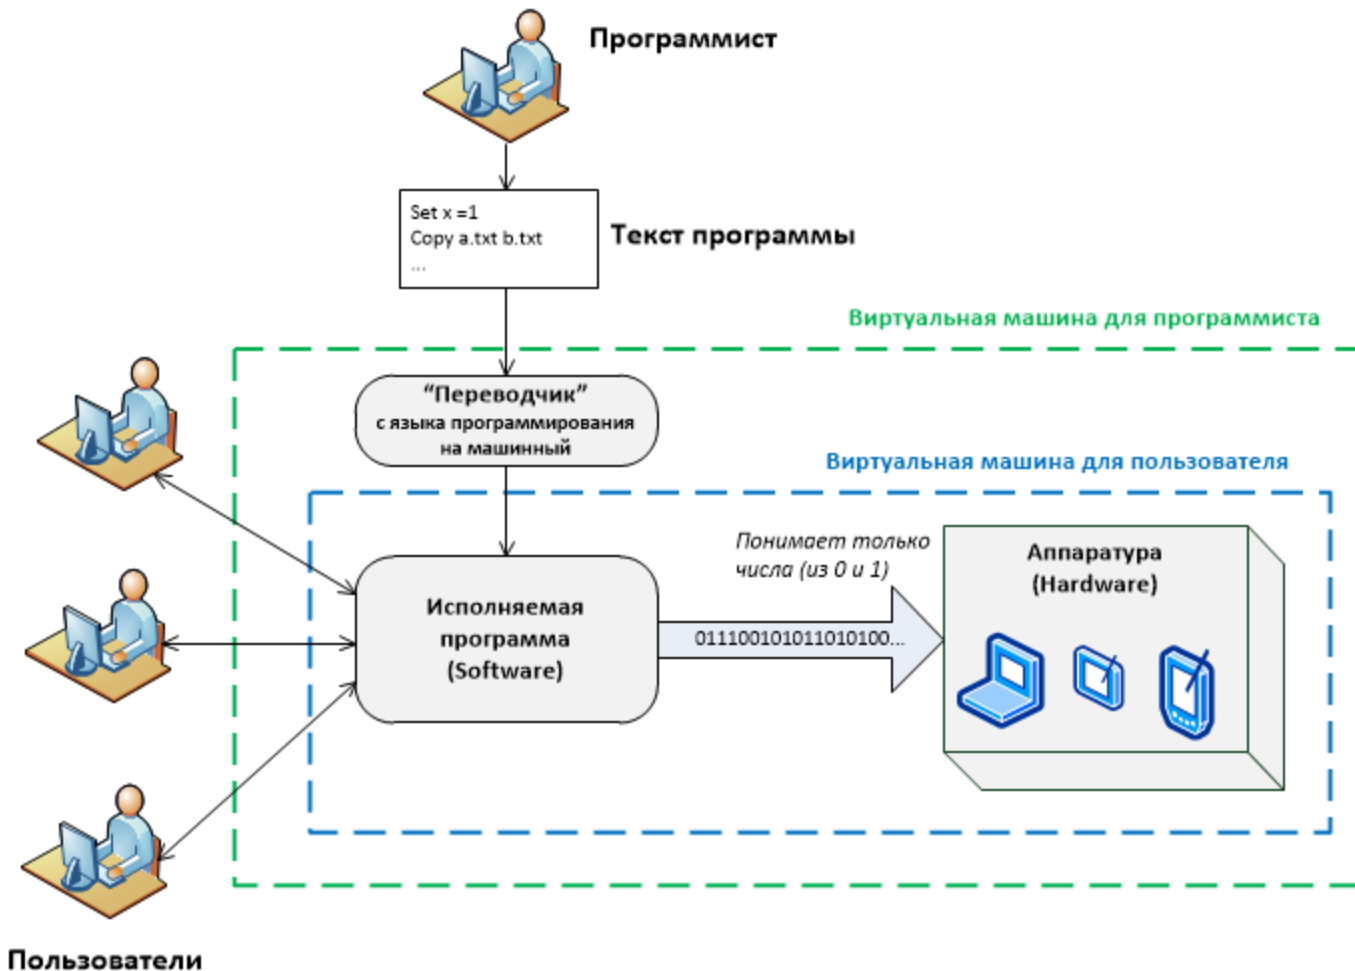 Программист
Set x =1
Copy a.txt b.txt
...
Текст программы
Виртуальная машина для программиста
“Переводчик”
с языка программирования
на машинный
Виртуальная машина для пользователя
Понимает только
числа (из 0 и 1)
Аппаратура
(Hardware)
Исполняемая
программа
(Software)
011100101011010100...
Пользователи